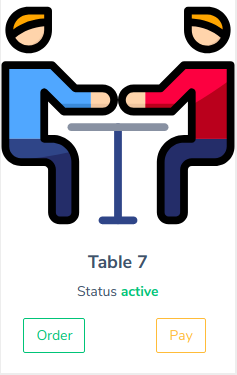 Table 7
Status active
Order Pay